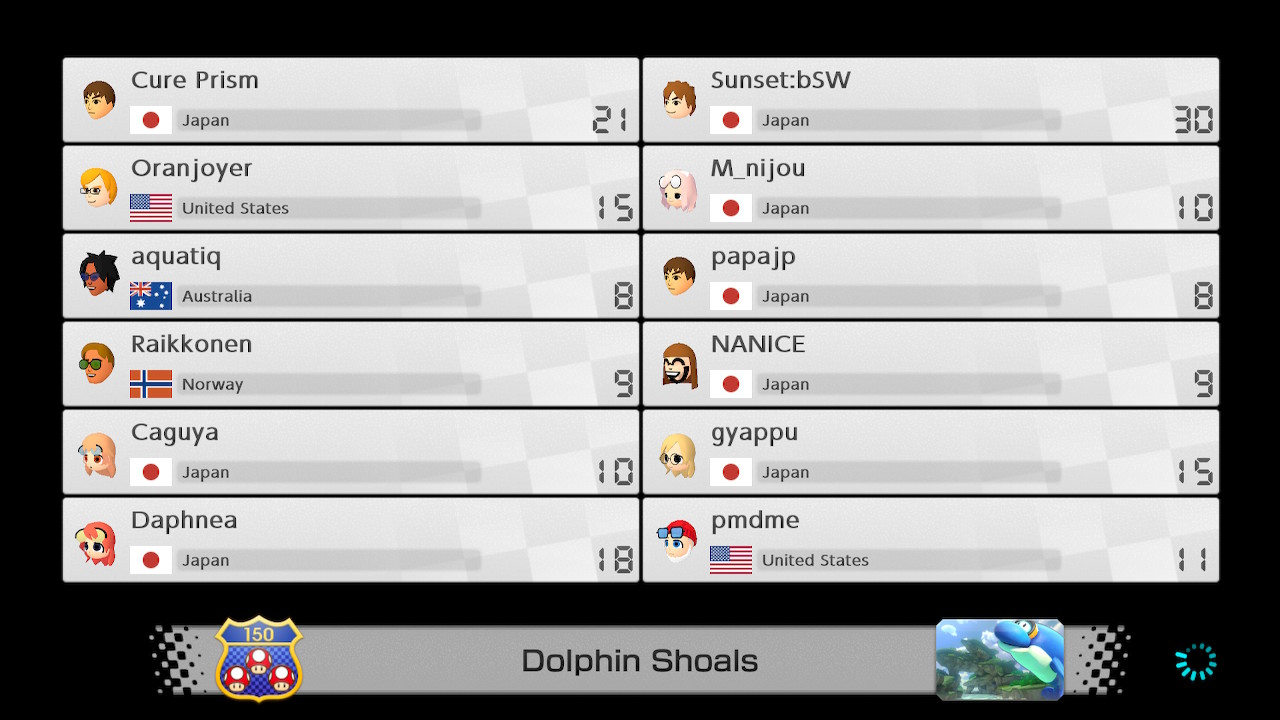 Cure Prism
Japan
21
Sunset:bSW
Japan
30
Oranjoyer
United States
15
M_nijou
Japan
10
aquatiq
Australia
8
papajp
Japan
8
Raikkonen
Norway
9
NANICE
Japan
9
Caguya
Japan
10
gyappu
Japan
15
Daphnea
Japan
18
pmdme
United States
11
150
Dolphin Shoals